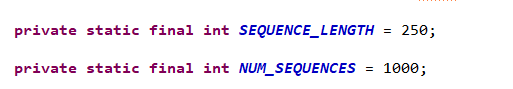 private static final int SEQUENCE_LENGTH = 250;
private static final int NUM_SEQUENCES = 1000;